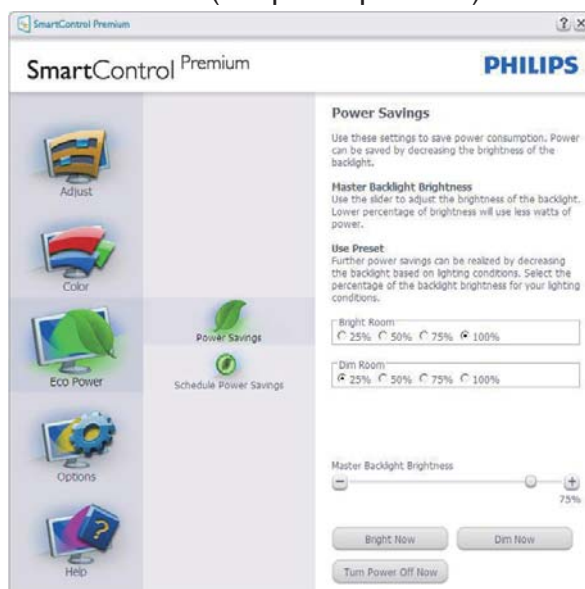 SmartControl Premium
SmartControl Premium
PHILIPS
Adjust
Color
Eco Power
Options
Help
Power Savings
Schedule Power Savings
Power Savings
Use these settings to save power consumption. Power
can be saved by decreasing the brightness of the
backlight.
Master Backlight Brightness
Use the slider to adjust the brightness of the backlight.
Lower percentage of brightness will use less watts of
power.
Use Preset
Further power savings can be realized by decreasing
the backlight based on lighting conditions. Select the
percentage of the backlight brightness for your lighting
conditions.
Bright Room
25% 50% 75% 100%
Dim Room
25% 50% 75% 100%
Master Backlight Brightness
75%
Bright Now Dim Now
Turn Power Off Now